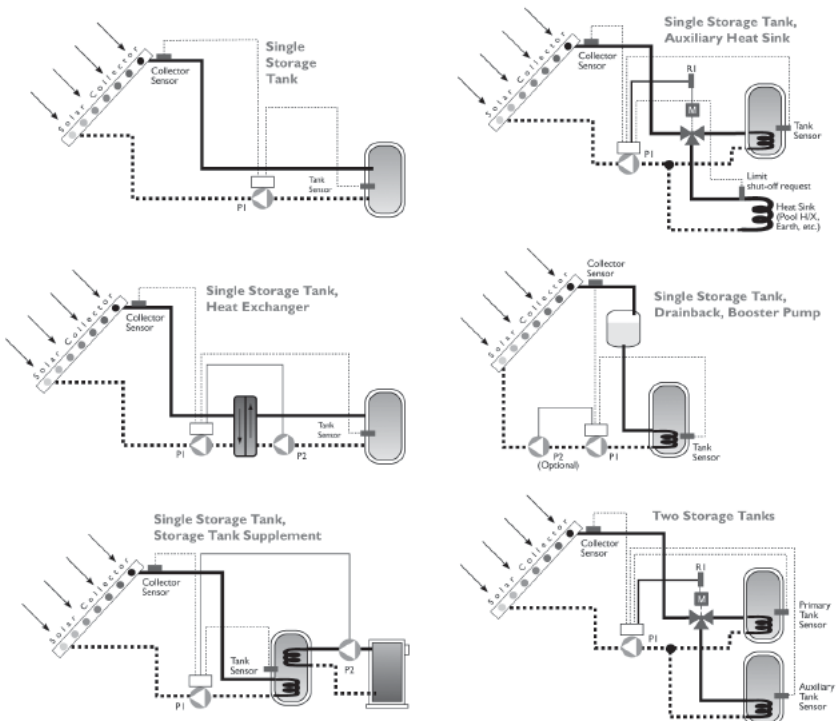 Single
Storage
Tank
Solar Collector
Collector
Sensor
Tank
Sensor
P1
Single Storage Tank,
Auxiliary Heat Sink
Solar Collector
Collector
Sensor
R1
M
P1
Tank
Sensor
Limit
shut-off request
Heat Sink
(Pool H/X,
Earth, etc.)
Single Storage Tank,
Heat Exchanger
Solar Collector
Collector
Sensor
Tank
Sensor
P1
P2
Collector
Sensor
Single Storage Tank,
Drainback, Booster Pump
Solar Collector
P2
(Optional)
P1
Tank
Sensor
Single Storage Tank,
Storage Tank Supplement
Solar Collector
Collector
Sensor
Tank
Sensor
P1
P2
Two Storage Tanks
Solar Collector
Collector
Sensor
R1
M
P1
Primary
Tank
Sensor
Auxiliary
Tank
Sensor